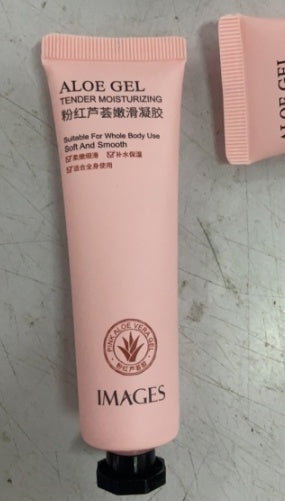 ALOE GEL
TENDER MOISTURIZING
粉红芦荟嫩滑凝胶
Suitable For Whole Body Use
Soft And Smooth
☑柔嫩细滑 ☑补水保湿
☑适合全身使用
PINK ALOE VERA GEL
粉红芦荟胶
IMAGES
ALOE GEL